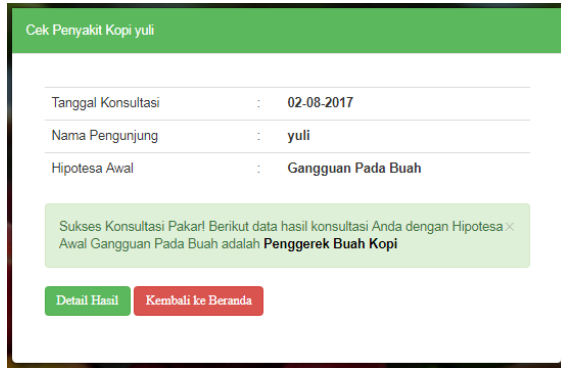 Cek Penyakit Kopi yuli
Tanggal Konsultasi : 02-08-2017
Nama Pengunjung : yuli
Hipotesa Awal : Gangguan Pada Buah
Sukses Konsultasi Pakar! Berikut data hasil konsultasi Anda dengan Hipotesa ×
Awal Gangguan Pada Buah adalah Penggerek Buah Kopi
Detail Hasil Kembali ke Beranda